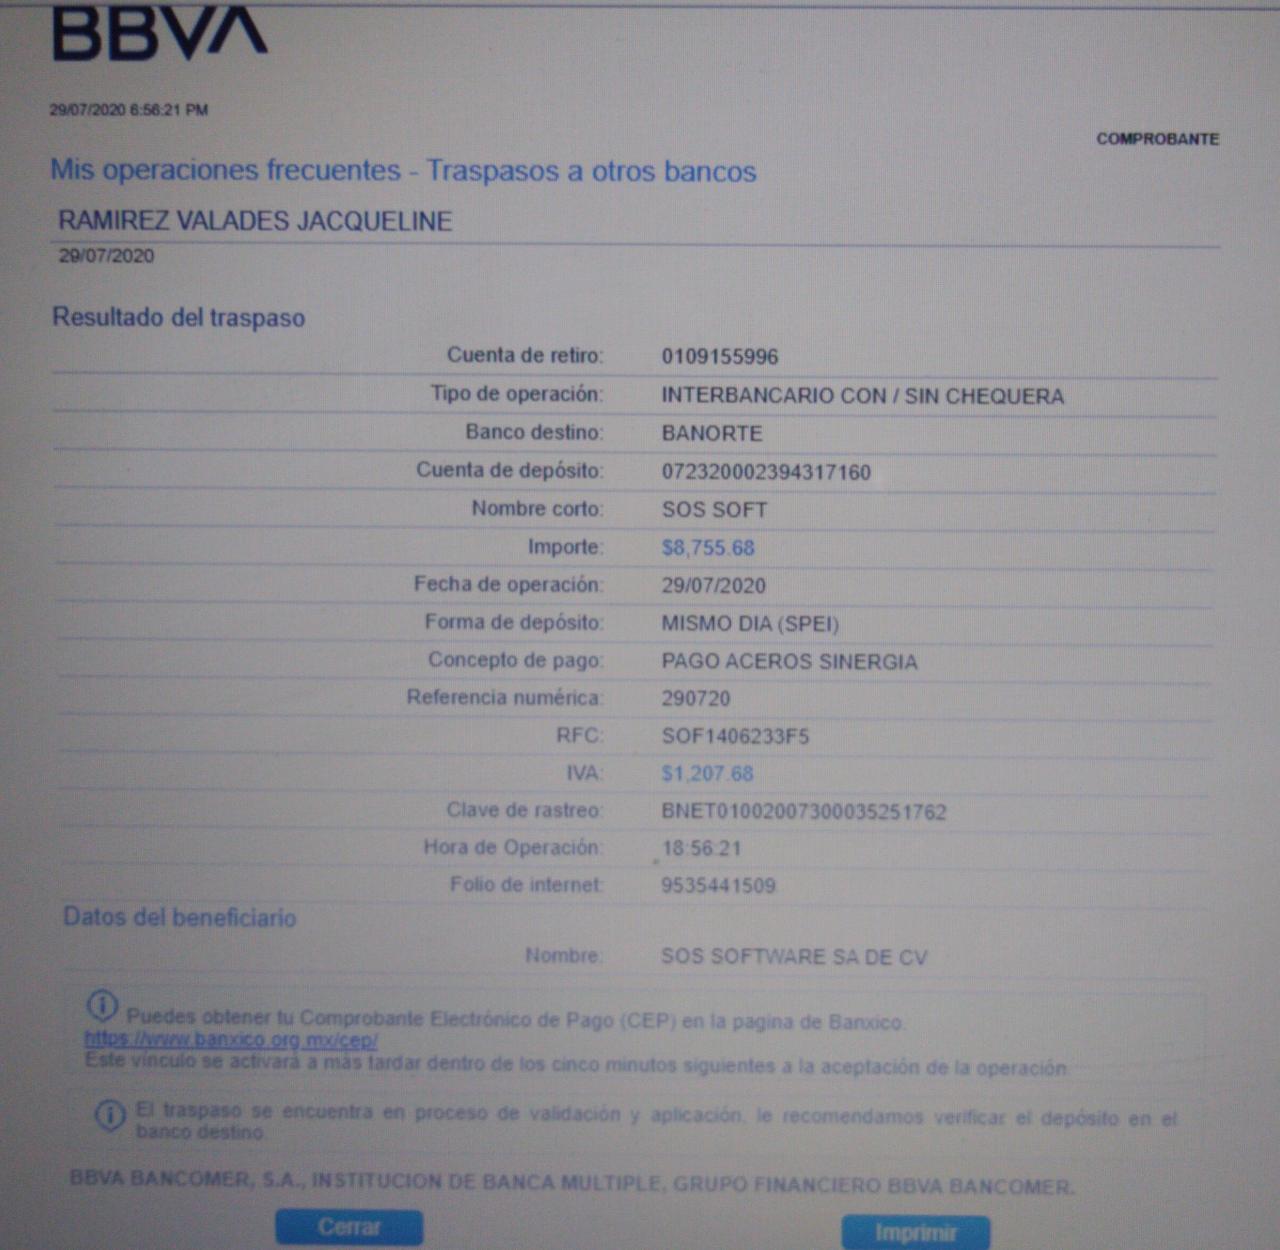 BBVA
29/07/2020 6:56:21 PM
COMPROBANTE
Mis operaciones frecuentes - Traspasos a otros bancos
RAMIREZ VALADES JACQUELINE
29/07/2020
Resultado del traspaso
Cuenta de retiro: 0109155996
Tipo de operación: INTERBANCARIO CON / SIN CHEQUERA
Banco destino: BANORTE
Cuenta de depósito: 072320002394317160
Nombre corto: SOS SOFT
Importe: $8,755.68
Fecha de operación: 29/07/2020
Forma de depósito: MISMO DIA (SPEI)
Concepto de pago: PAGO ACEROS SINERGIA
Referencia numérica: 290720
RFC: SOF1406233F5
IVA: $1,207.68
Clave de rastreo: BNET01002007300035251762
Hora de Operación: 18:56:21
Folio de internet: 9535441509
Datos del beneficiario
Nombre: SOS SOFTWARE SA DE CV
Puedes obtener tu Comprobante Electrónico de Pago (CEP) en la pagina de Banxico.
https://www.banxico.org.mx/cep/
Este vínculo se activará a más tardar dentro de los cinco minutos siguientes a la aceptación de la operación
El traspaso se encuentra en proceso de validación y aplicación, le recomendamos verificar el depósito en el
banco destino.
BBVA BANCOMER, S.A., INSTITUCION DE BANCA MULTIPLE, GRUPO FINANCIERO BBVA BANCOMER.
Cerrar Imprimir